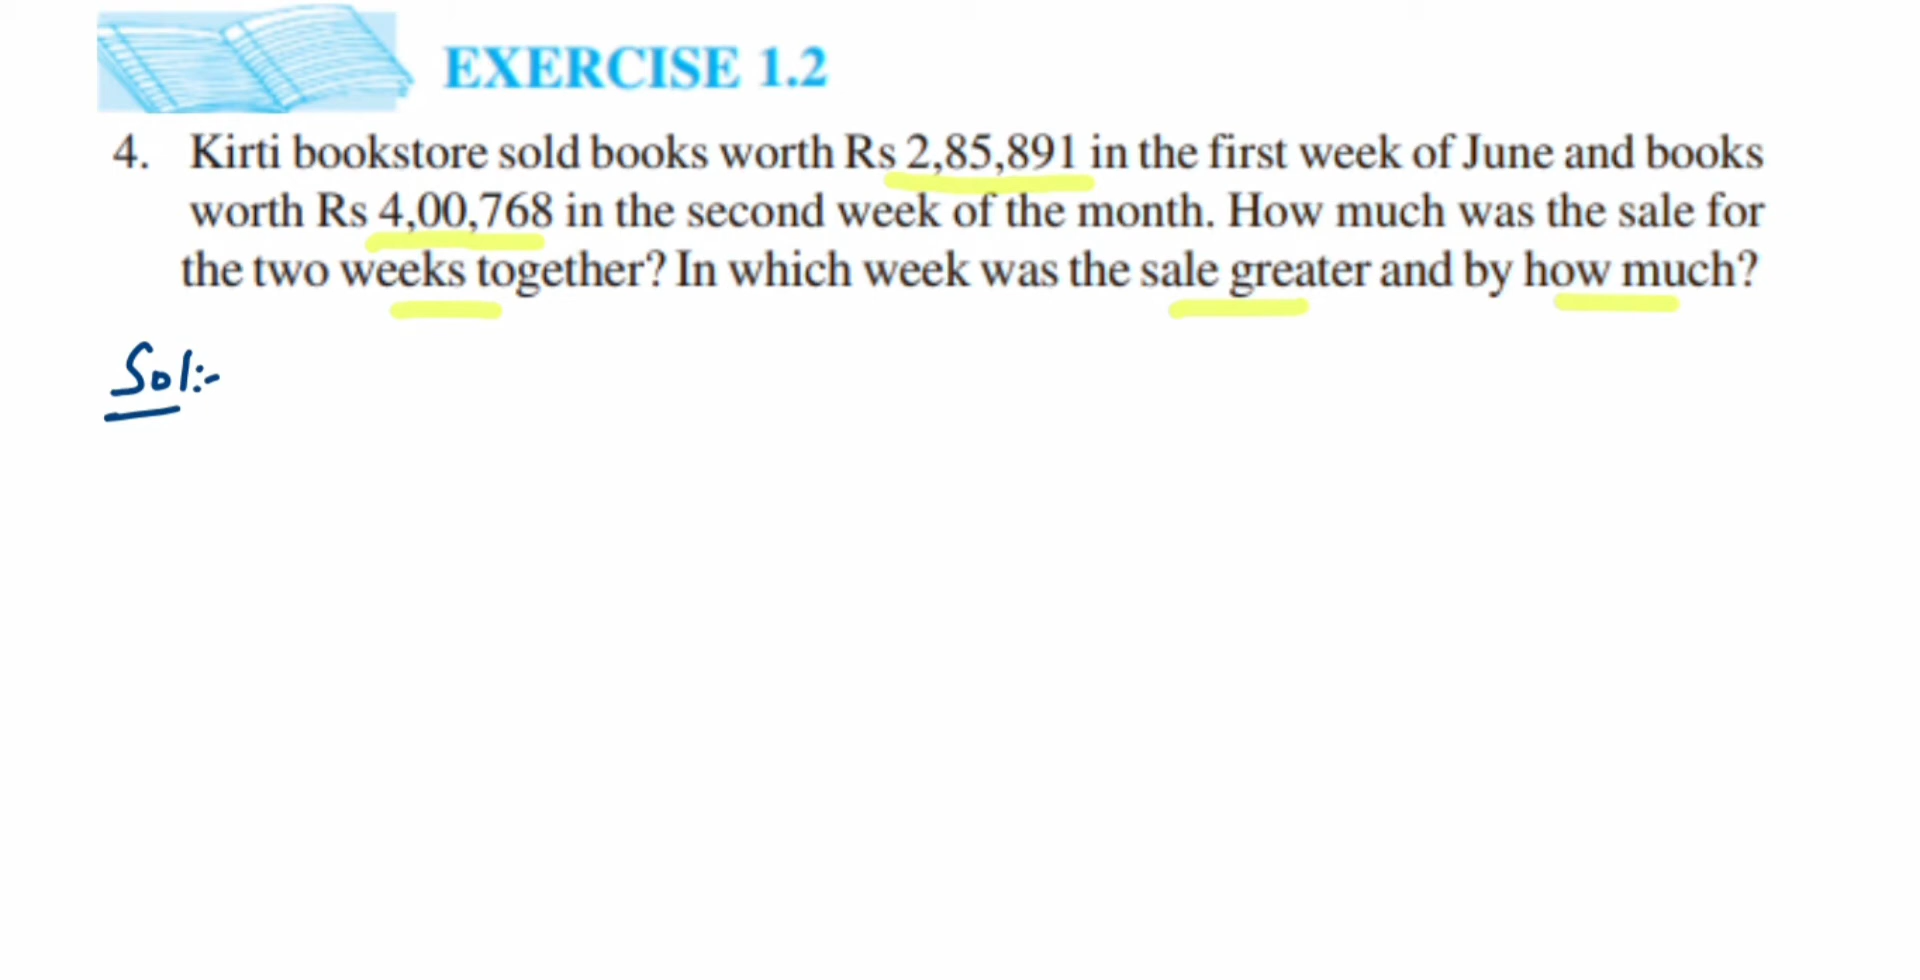 EXERCISE 1.2
4. Kirti bookstore sold books worth Rs 2,85,891 in the first week of June and books
worth Rs 4,00,768 in the second week of the month. How much was the sale for
the two weeks together? In which week was the sale greater and by how much?
Sol:-